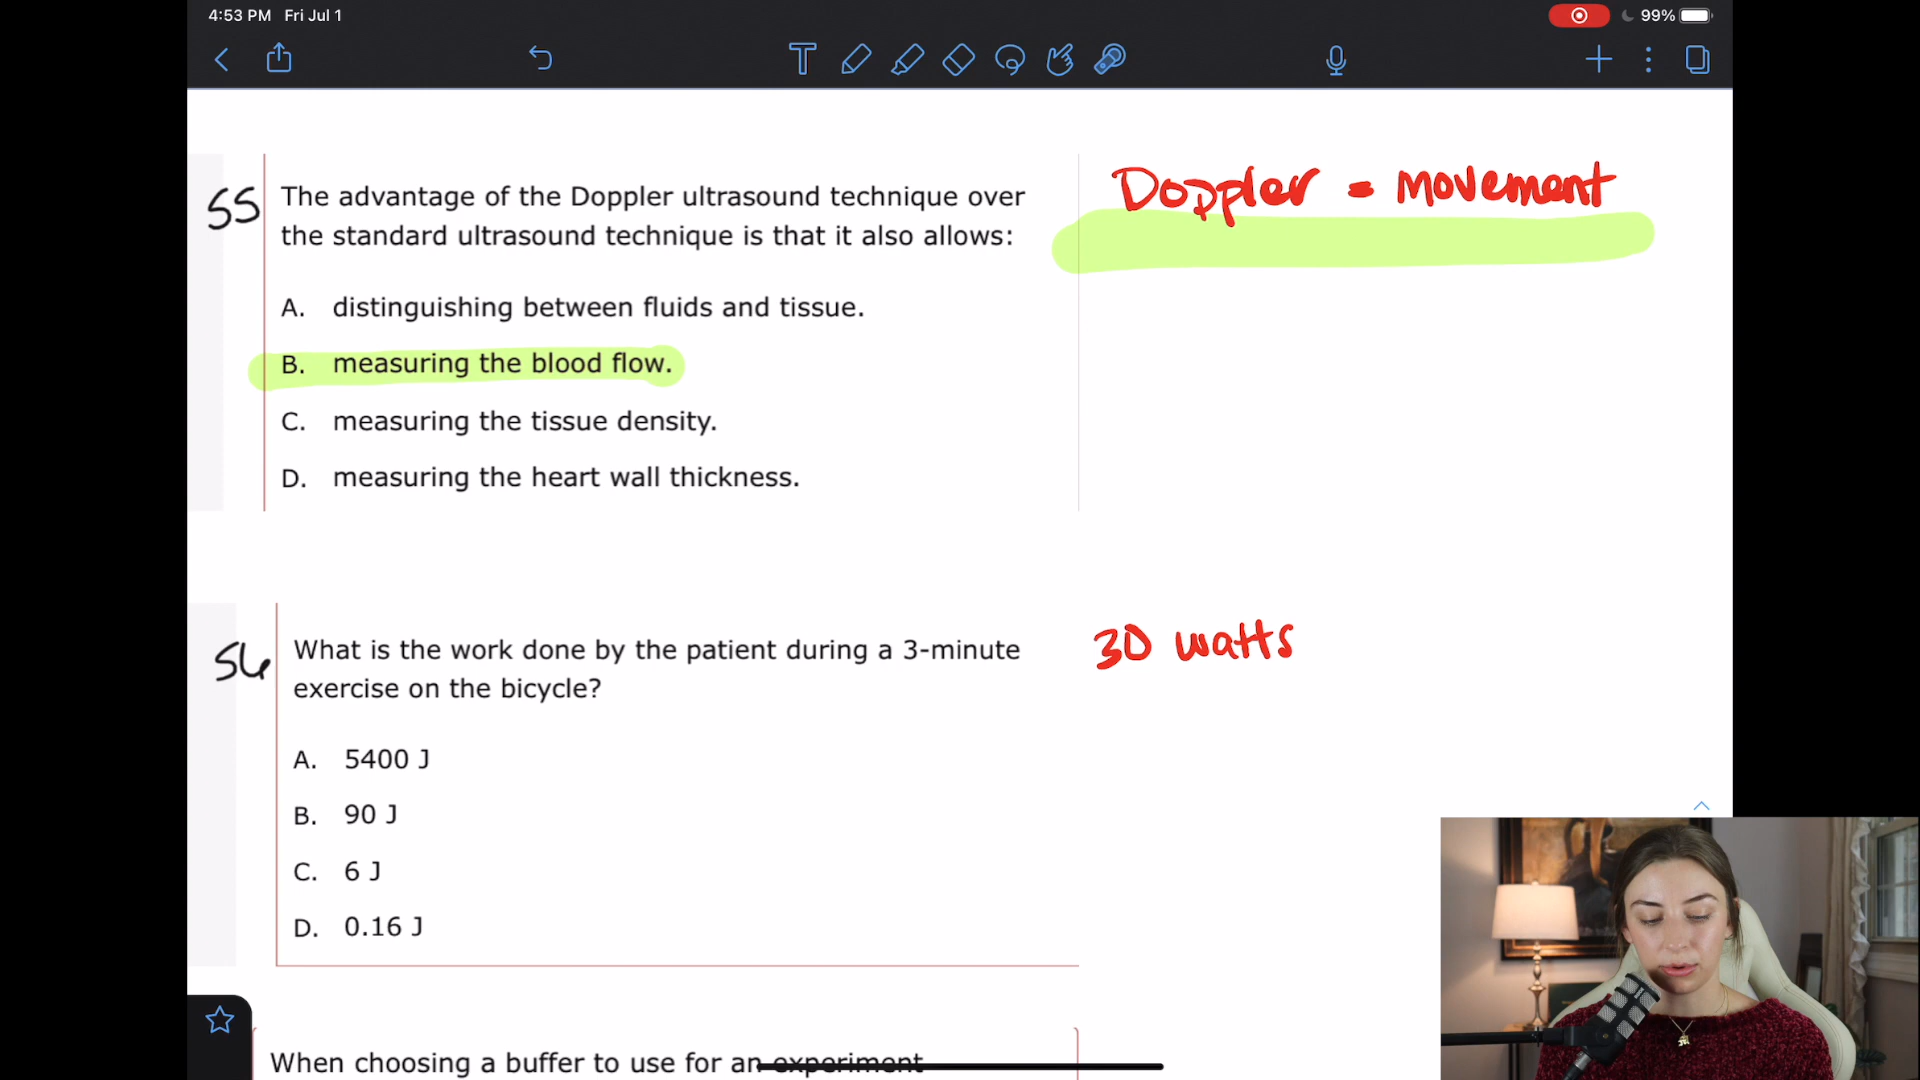 4:53 PM Fri Jul 1
99%
55
The advantage of the Doppler ultrasound technique over
the standard ultrasound technique is that it also allows:
A. distinguishing between fluids and tissue.
B. measuring the blood flow.
C. measuring the tissue density.
D. measuring the heart wall thickness.
Doppler = movement
56
What is the work done by the patient during a 3-minute
exercise on the bicycle?
A. 5400 J
B. 90 J
C. 6 J
D. 0.16 J
30 watts
When choosing a buffer to use for an experiment